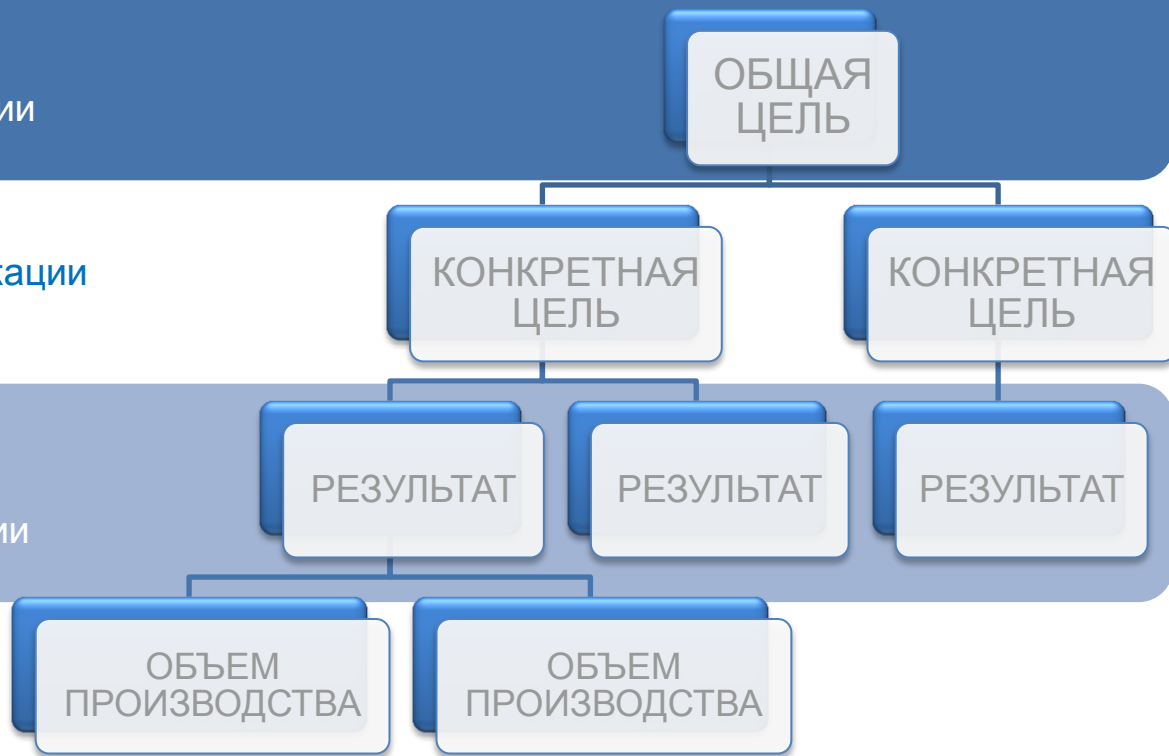 ОБЩАЯ
ЦЕЛЬ
ии
КОНКРЕТНАЯ
ЦЕЛЬ
КОНКРЕТНАЯ
ЦЕЛЬ
кации
РЕЗУЛЬТАТ
РЕЗУЛЬТАТ
РЕЗУЛЬТАТ
ии
ОБЪЕМ
ПРОИЗВОДСТВА
ОБЪЕМ
ПРОИЗВОДСТВА